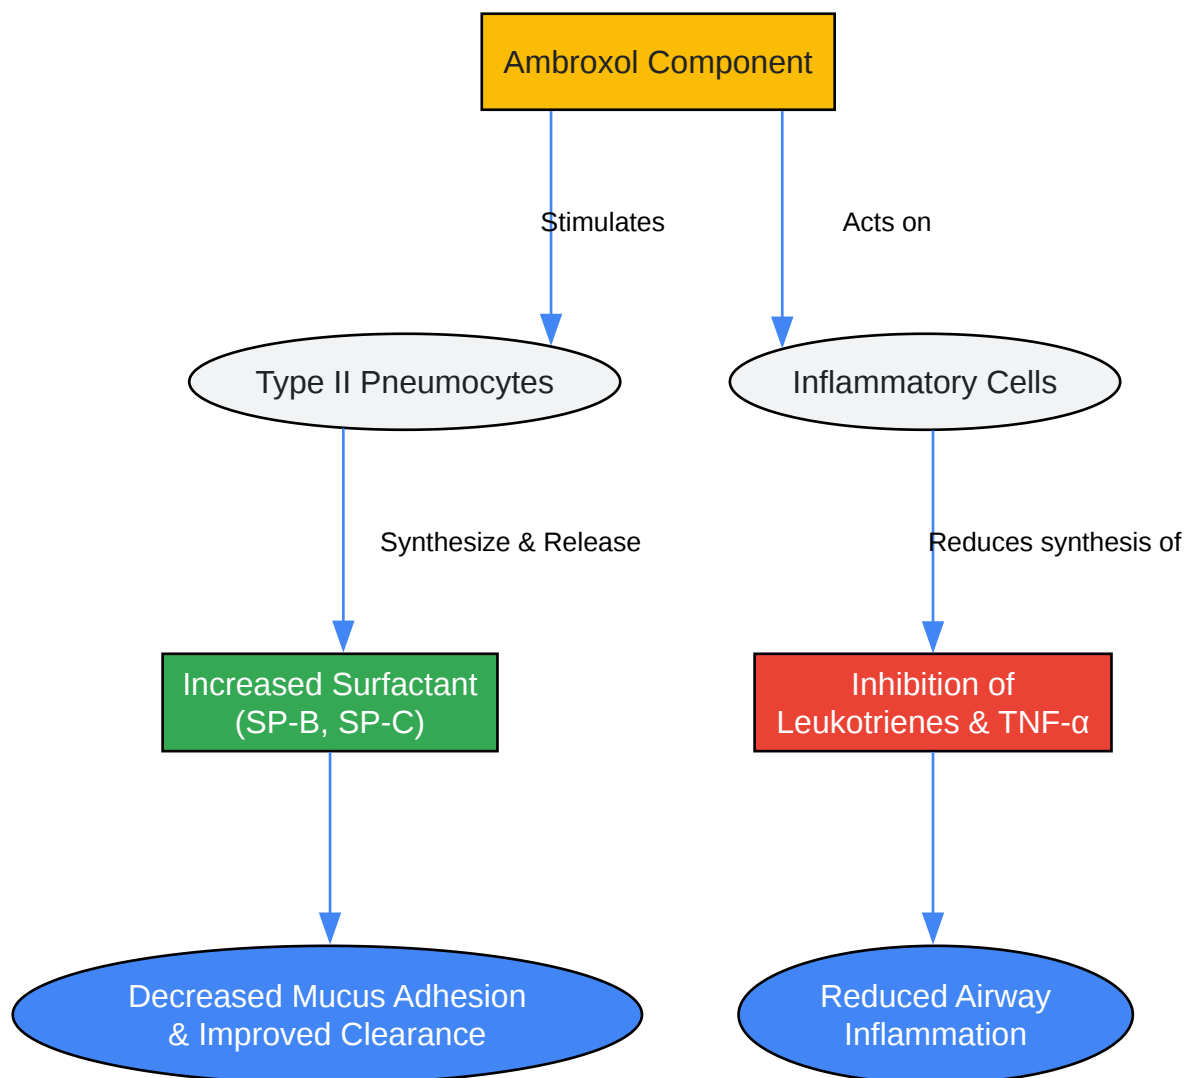 Ambroxol Component
Stimulates
Acts on
Type II Pneumocytes
Inflammatory Cells
Synthesize & Release
Reduces synthesis of
Increased Surfactant
(SP-B, SP-C)
Inhibition of
Leukotrienes & TNF-α
Decreased Mucus Adhesion
& Improved Clearance
Reduced Airway
Inflammation